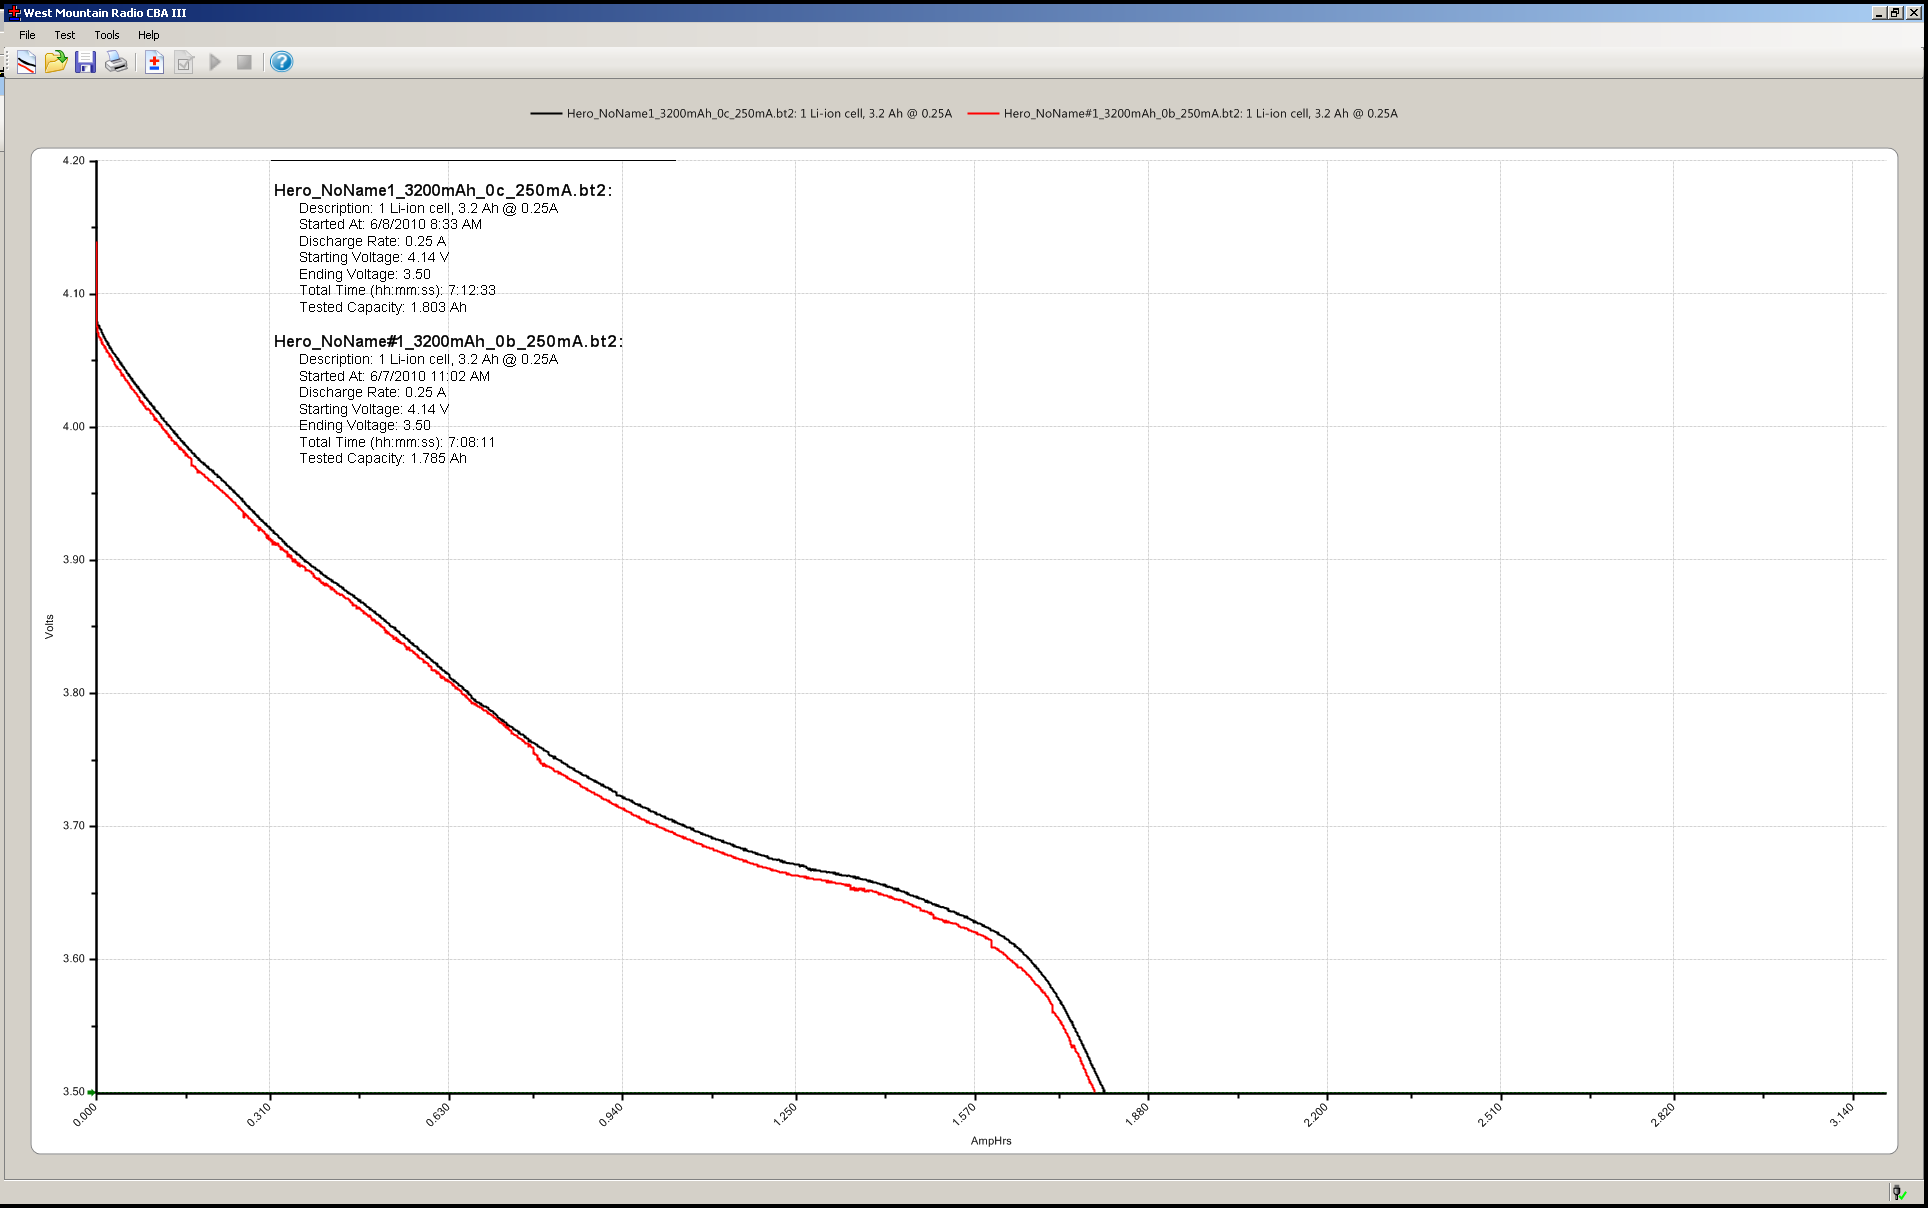 West Mountain Radio CBA III
File Test Tools Help
Hero_NoName1_3200mAh_0c_250mA.bt2: 1 Li-ion cell, 3.2 Ah @ 0.25A Hero_NoName#1_3200mAh_0b_250mA.bt2: 1 Li-ion cell, 3.2 Ah @ 0.25A
4.20
Hero_NoName1_3200mAh_0c_250mA.bt2:
Description: 1 Li-ion cell, 3.2 Ah @ 0.25A
Started At: 6/8/2010 8:33 AM
Discharge Rate: 0.25 A
Starting Voltage: 4.14 V
Ending Voltage: 3.50
Total Time (hh:mm:ss): 7:12:33
Tested Capacity: 1.803 Ah
Hero_NoName#1_3200mAh_0b_250mA.bt2:
Description: 1 Li-ion cell, 3.2 Ah @ 0.25A
Started At: 6/7/2010 11:02 AM
Discharge Rate: 0.25 A
Starting Voltage: 4.14 V
Ending Voltage: 3.50
Total Time (hh:mm:ss): 7:08:11
Tested Capacity: 1.785 Ah
4.10
4.00
3.90
3.80
3.70
3.60
3.50
Volts
0.000 0.310 0.630 0.940 1.250 1.570 1.880 2.200 2.510 2.820 3.140
AmpHrs